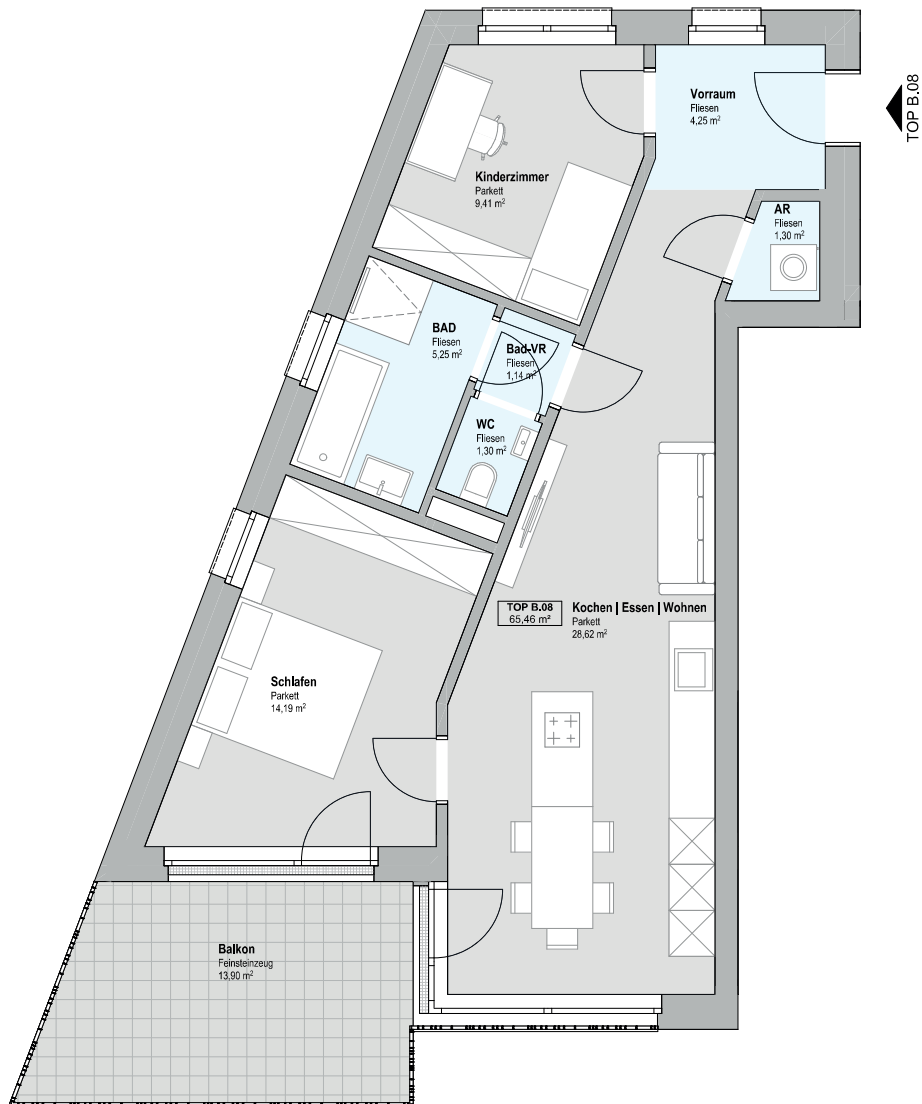 Vorraum
Fliesen
4,25 m²
TOP B.08
Kinderzimmer
Parkett
9,41 m²
AR
Fliesen
1,30 m²
BAD
Fliesen
5,25 m²
Bad-VR
Fliesen
1,14 m²
WC
Fliesen
1,30 m²
TOP B.08
65,46 m²
Kochen | Essen | Wohnen
Parkett
28,62 m²
Schlafen
Parkett
14,19 m²
Balkon
Feinsteinzeug
13,90 m²